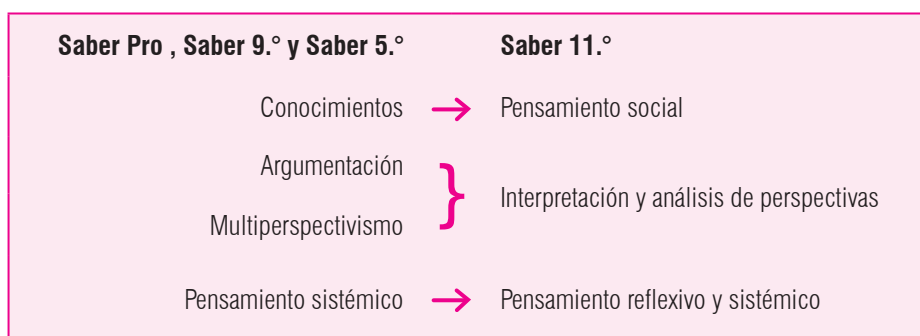 Saber Pro , Saber 9.° y Saber 5.° Saber 11.°
Conocimientos → Pensamiento social
Argumentación
} Interpretación y análisis de perspectivas
Multiperspectivismo
Pensamiento sistémico → Pensamiento reflexivo y sistémico